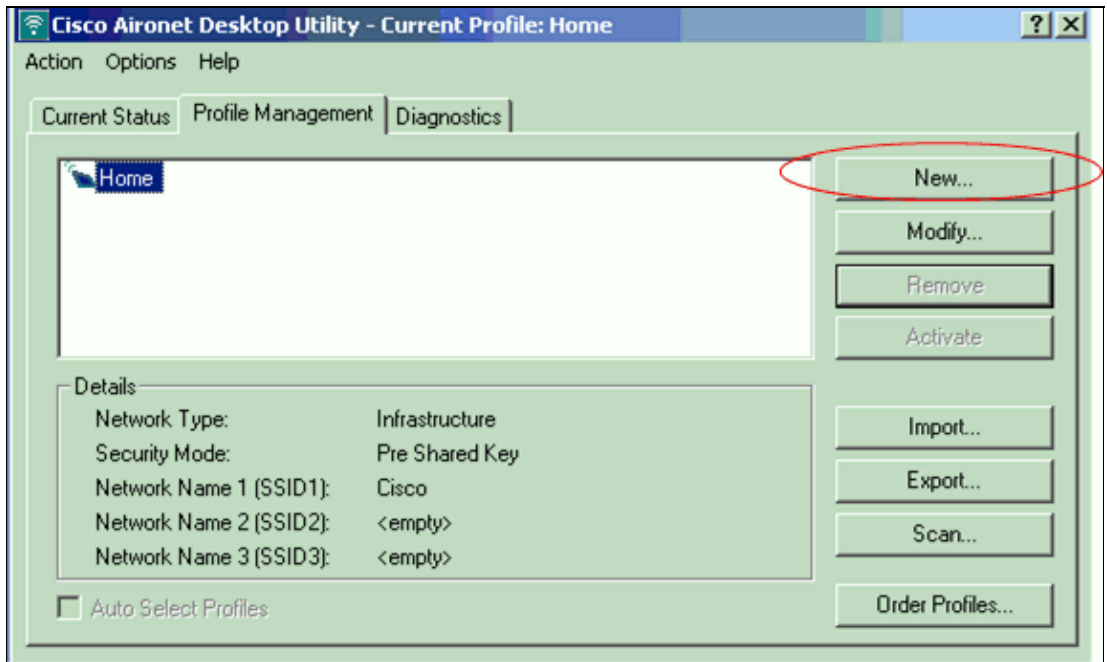 Cisco Aironet Desktop Utility - Current Profile: Home
Action Options Help
Current Status Profile Management Diagnostics
Home
New...
Modify...
Remove
Activate
Details
Network Type: Infrastructure
Security Mode: Pre Shared Key
Network Name 1 (SSID1): Cisco
Network Name 2 (SSID2): <empty>
Network Name 3 (SSID3): <empty>
Import...
Export...
Scan...
Auto Select Profiles
Order Profiles...